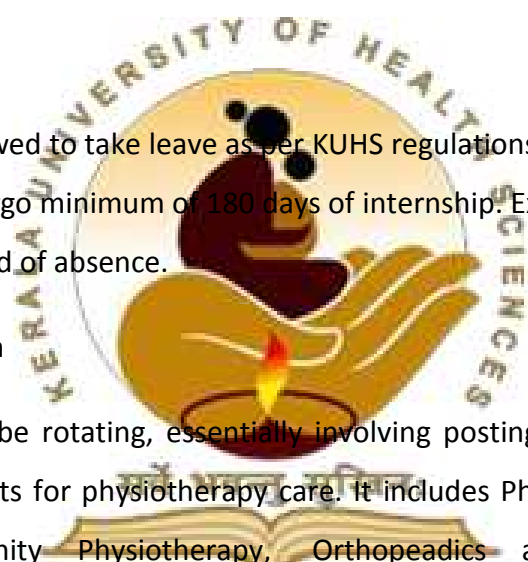 KERALA UNIVERSITY OF HEALTH SCIENCES
wed to take leave as per KUHS regulations
go minimum of 180 days of internship. E
d of absence.
be rotating, essentially involving posting
ts for physiotherapy care. It includes Ph
nity Physiotherapy, Orthopeadics a